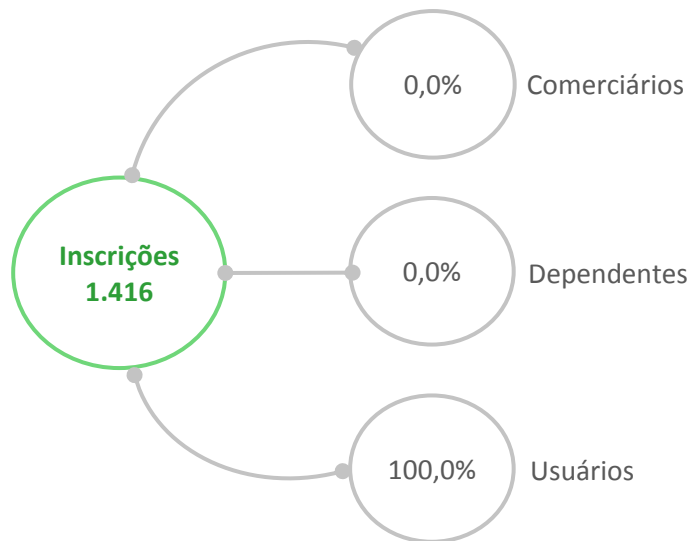 0,0% Comerciários
Inscrições
1.416
0,0% Dependentes
100,0% Usuários